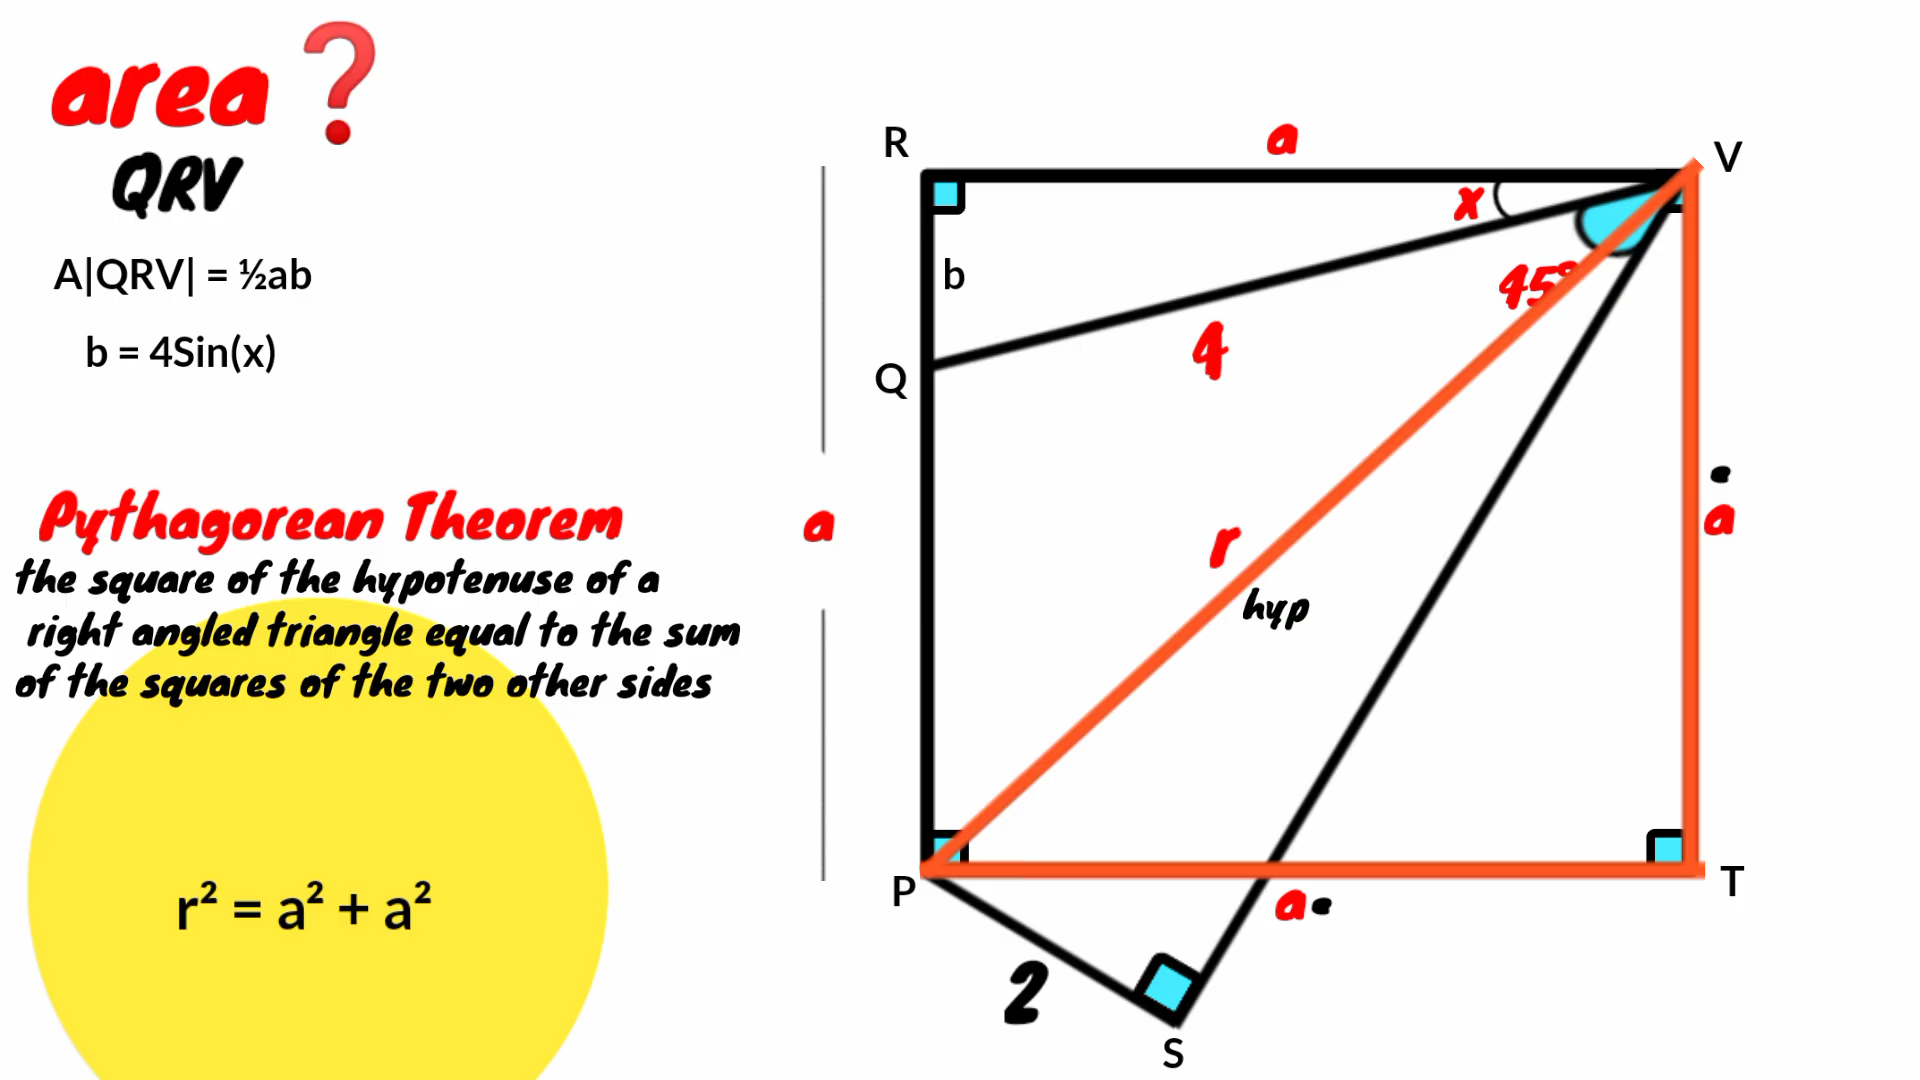 area ?
QRV
A|QRV| = ½ab
b = 4Sin(x)
Pythagorean Theorem
the square of the hypotenuse of a
right angled triangle equal to the sum
of the squares of the two other sides
r² = a² + a²
R
a
V
x
b
45°
4
Q
a
a
r
hyp
P
T
a
2
S